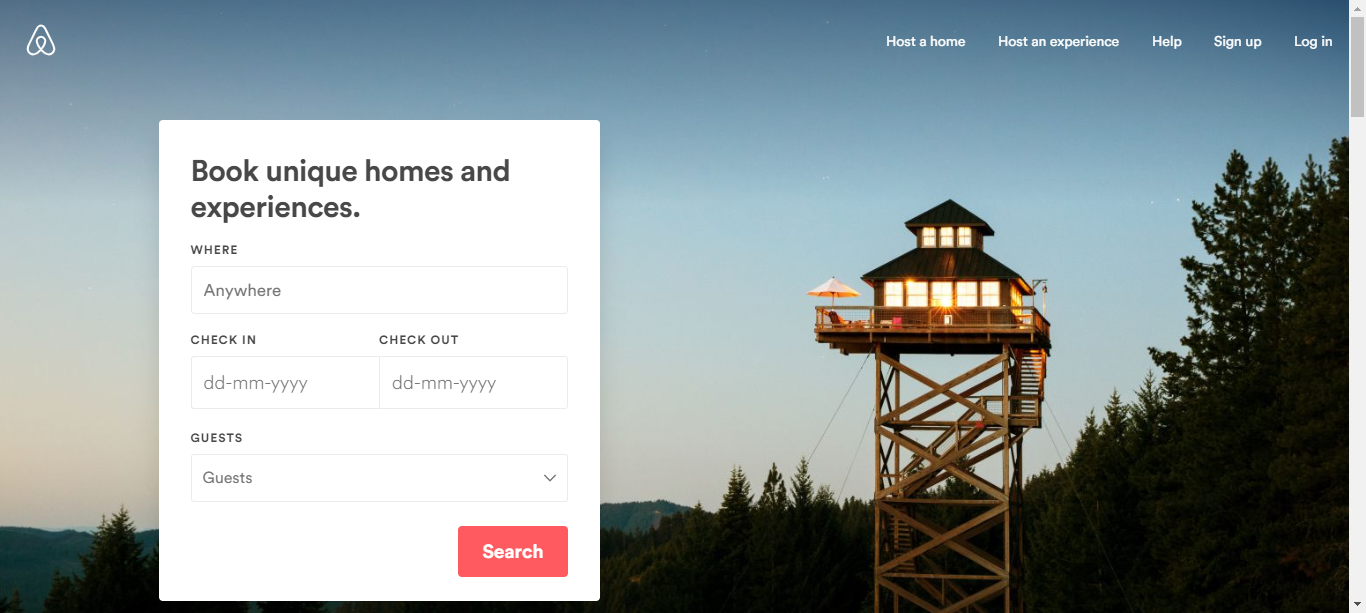 Host a home
Host an experience
Help
Sign up
Log in
Book unique homes and
experiences.
WHERE
Anywhere
CHECK IN
CHECK OUT
dd-mm-yyyy
dd-mm-yyyy
GUESTS
Guests
Search